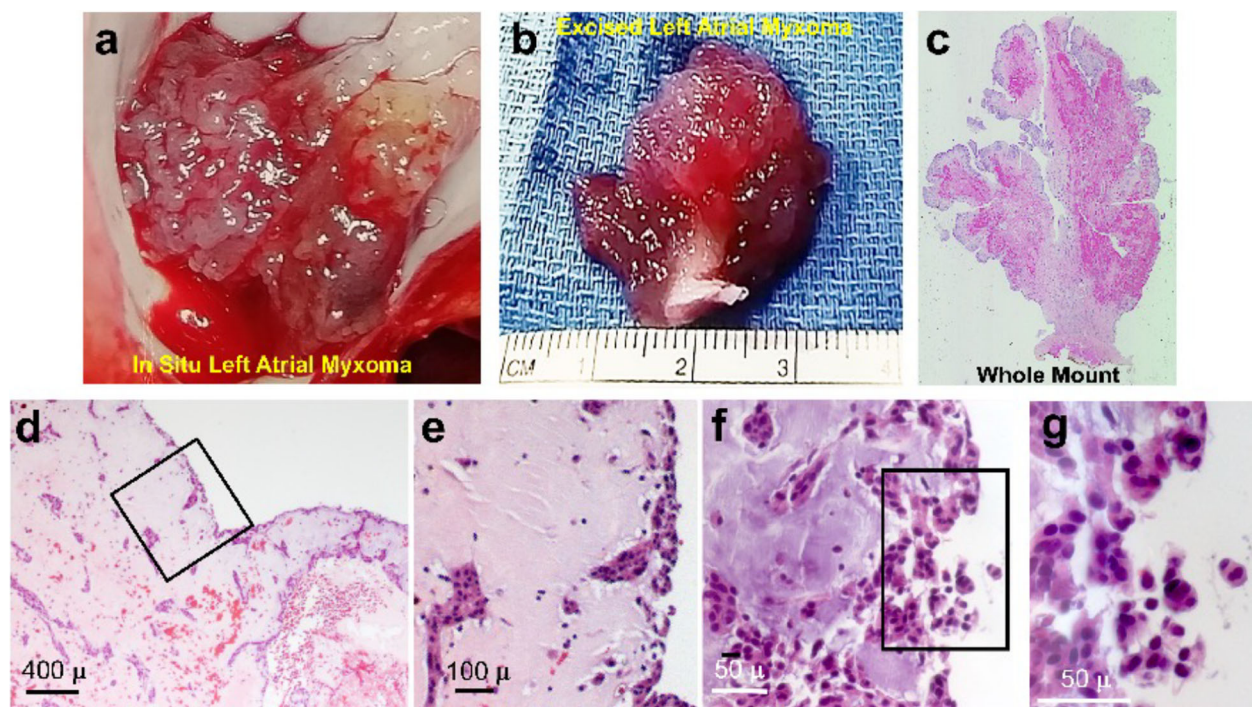 a
In Situ Left Atrial Myxoma
b
Excised Left Atrial Myxoma
CM 1 2 3 4
c
Whole Mount
d
400 μ
e
100 μ
f
50 μ
g
50 μ